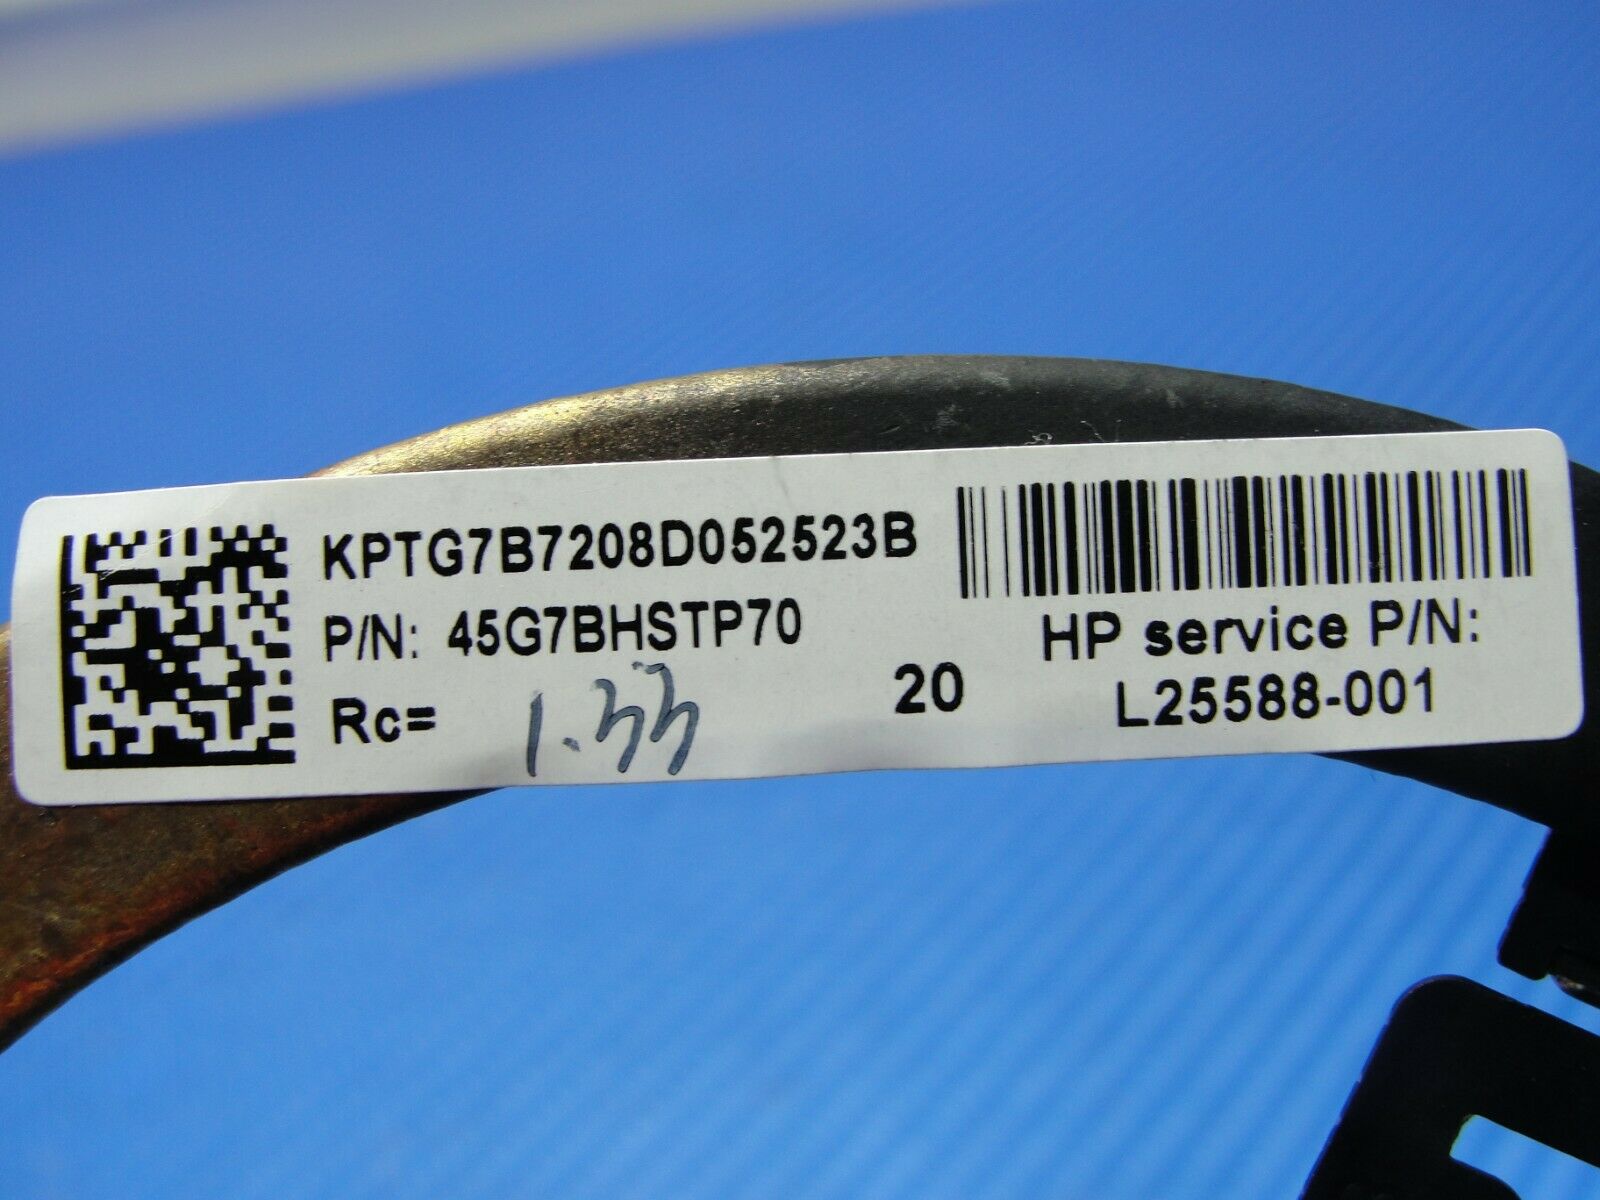 KPTG7B7208D052523B
P/N: 45G7BHSTP70
Rc= 1.33
20
HP service P/N:
L25588-001